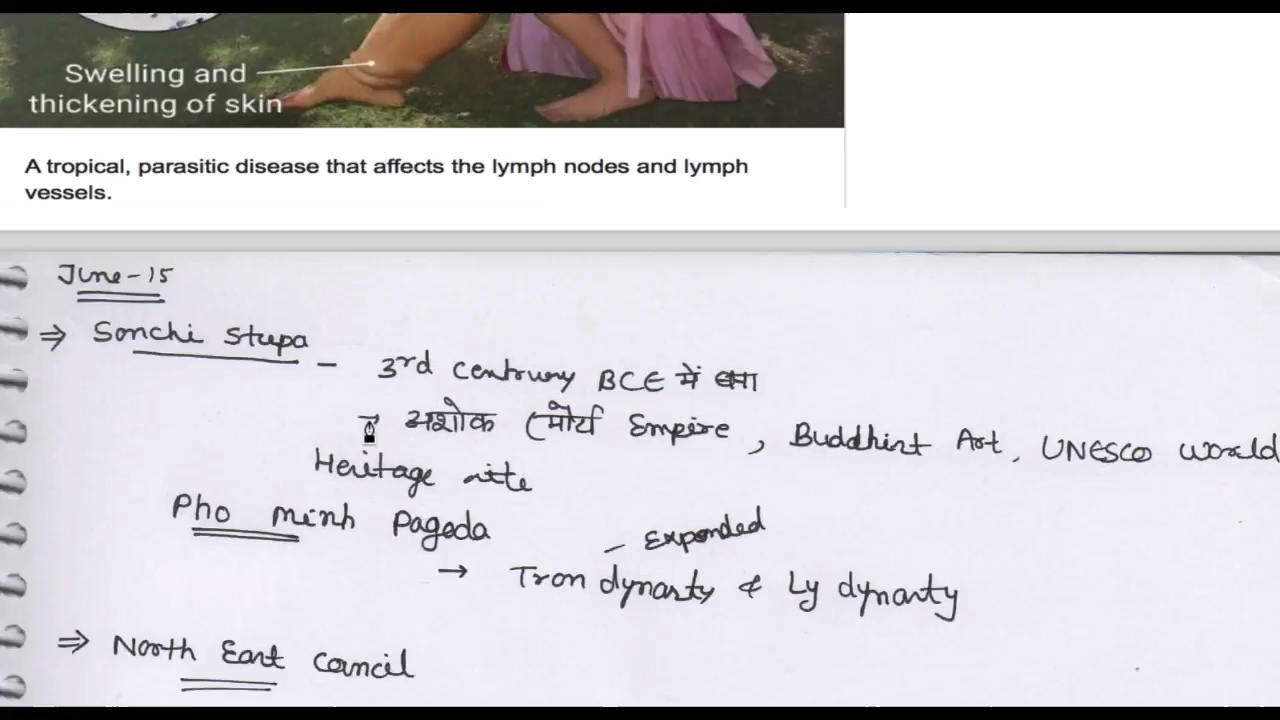 Swelling and
thickening of skin
A tropical, parasitic disease that affects the lymph nodes and lymph
vessels.
June-15
⇒ Sanchi Stupa - 3rd Century BCE में बना
अशोक (मौर्य Empire, Buddhist Art, UNESCO World
Heritage site
Pho minh Pagoda
- Expanded
→ Tran dynasty & Ly dynasty
⇒ North East Council